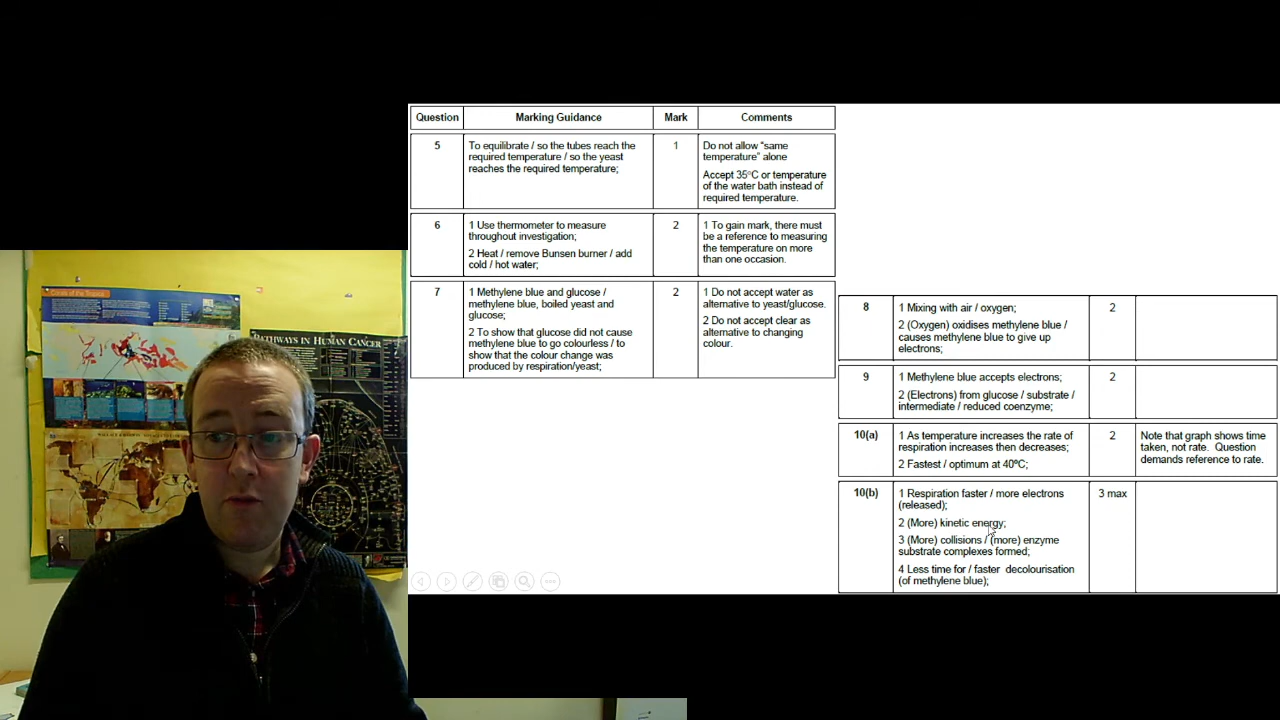 Question Marking Guidance Mark Comments
5 To equilibrate / so the tubes reach the 1 Do not allow “same
required temperature / so the yeast temperature” alone
reaches the required temperature;
Accept 35°C or temperature
of the water bath instead of
required temperature.
6 1 Use thermometer to measure 2 1 To gain mark, there must
throughout investigation; be a reference to measuring
2 Heat / remove Bunsen burner / add the temperature on more
cold / hot water; than one occasion.
7 1 Methylene blue and glucose / 2 1 Do not accept water as
methylene blue, boiled yeast and alternative to yeast/glucose.
glucose; 2 Do not accept clear as
2 To show that glucose did not cause alternative to changing
methylene blue to go colourless / to colour.
show that the colour change was
produced by respiration/yeast;
8 1 Mixing with air / oxygen; 2
2 (Oxygen) oxidises methylene blue /
causes methylene blue to give up
electrons;
9 1 Methylene blue accepts electrons; 2
2 (Electrons) from glucose / substrate /
intermediate / reduced coenzyme;
10(a) 1 As temperature increases the rate of 2 Note that graph shows time
respiration increases then decreases; taken, not rate. Question
2 Fastest / optimum at 40ºC; demands reference to rate.
10(b) 1 Respiration faster / more electrons 3 max
(released);
2 (More) kinetic energy;
3 (More) collisions / (more) enzyme
substrate complexes formed;
4 Less time for / faster decolourisation
(of methylene blue);
Corals of the Tropics
PATHWAYS IN HUMAN CANCER